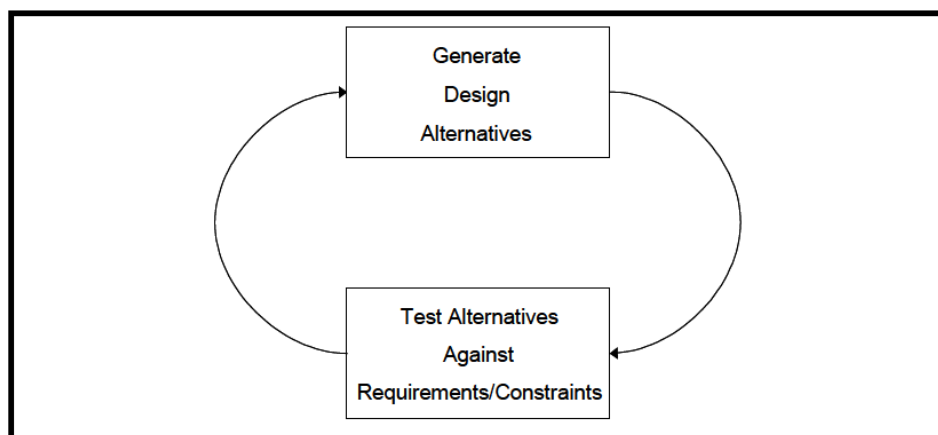 Generate
Design
Alternatives
Test Alternatives
Against
Requirements/Constraints